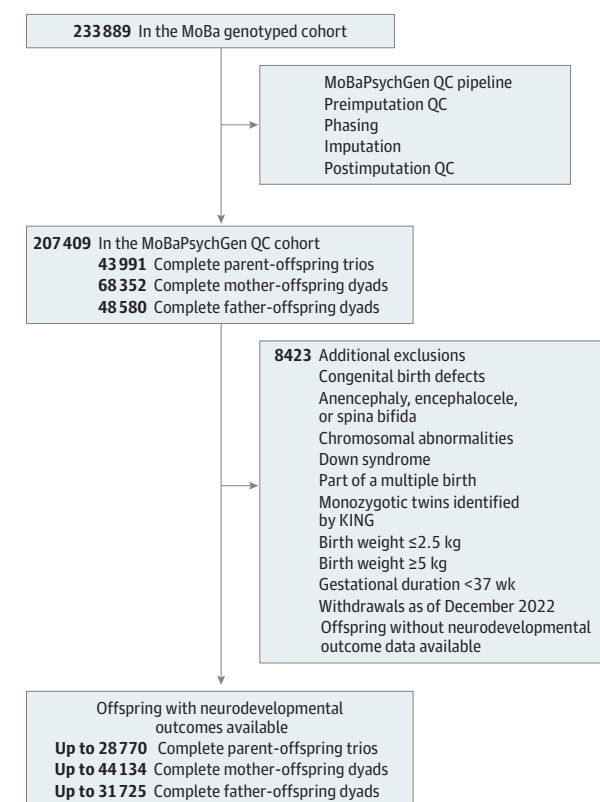 233 889 In the MoBa genotyped cohort
MoBaPsychGen QC pipeline
Preimputation QC
Phasing
Imputation
Postimputation QC
207 409 In the MoBaPsychGen QC cohort
43 991 Complete parent-offspring trios
68 352 Complete mother-offspring dyads
48 580 Complete father-offspring dyads
8423 Additional exclusions
Congenital birth defects
Anencephaly, encephalocele,
or spina bifida
Chromosomal abnormalities
Down syndrome
Part of a multiple birth
Monozygotic twins identified
by KING
Birth weight ≤2.5 kg
Birth weight ≥5 kg
Gestational duration <37 wk
Withdrawals as of December 2022
Offspring without neurodevelopmental
outcome data available
Offspring with neurodevelopmental
outcomes available
Up to 28 770 Complete parent-offspring trios
Up to 44 134 Complete mother-offspring dyads
Up to 31 725 Complete father-offspring dyads